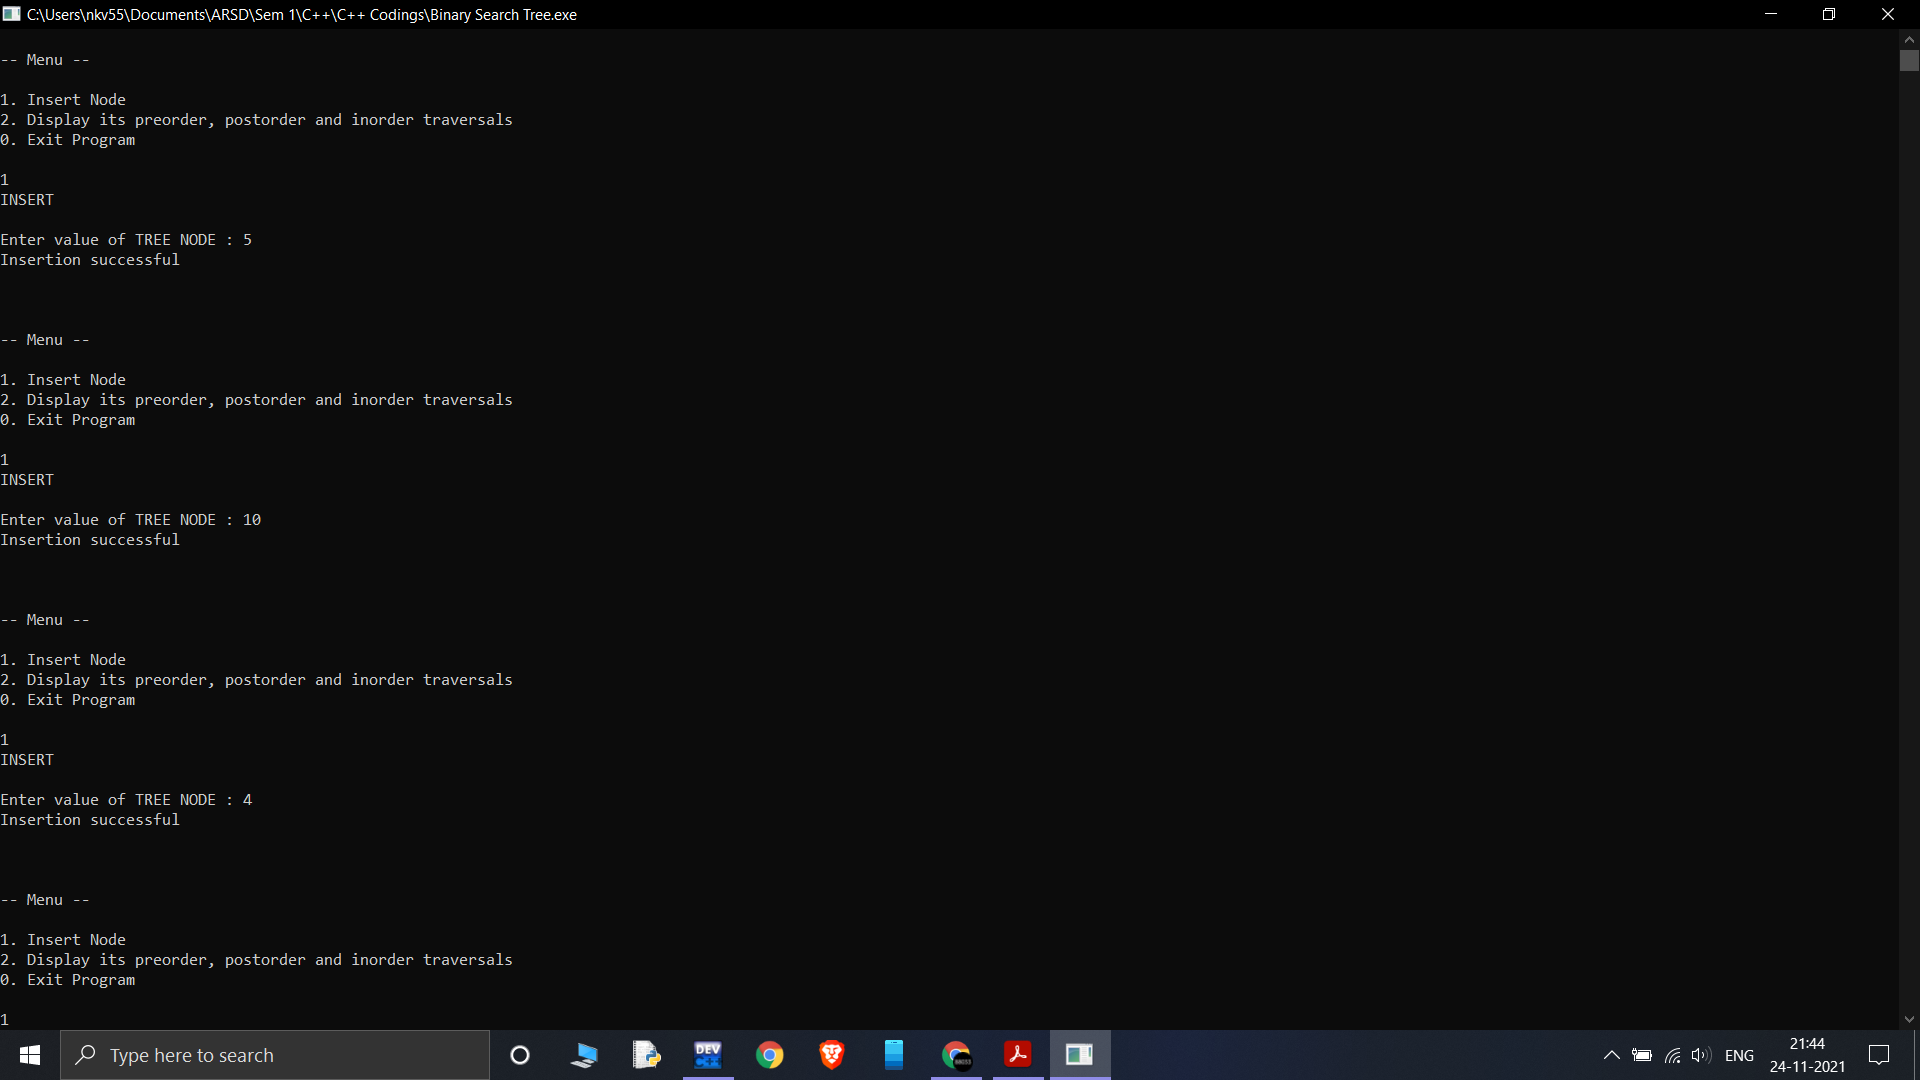 C:\Users\nkv55\Documents\ARSD\Sem 1\C++\C++ Codings\Binary Search Tree.exe
-- Menu --
1. Insert Node
2. Display its preorder, postorder and inorder traversals
0. Exit Program
1
INSERT
Enter value of TREE NODE : 5
Insertion successful
-- Menu --
1. Insert Node
2. Display its preorder, postorder and inorder traversals
0. Exit Program
1
INSERT
Enter value of TREE NODE : 10
Insertion successful
-- Menu --
1. Insert Node
2. Display its preorder, postorder and inorder traversals
0. Exit Program
1
INSERT
Enter value of TREE NODE : 4
Insertion successful
-- Menu --
1. Insert Node
2. Display its preorder, postorder and inorder traversals
0. Exit Program
1
Type here to search
DEV
C++
ENG
21:44
24-11-2021